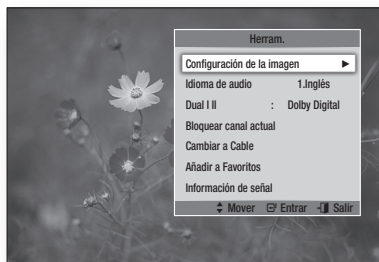 Herram.
Configuración de la imagen
Idioma de audio 1.Inglés
Dual I II : Dolby Digital
Bloquear canal actual
Cambiar a Cable
Añadir a Favoritos
Información de señal
Mover Entrar Salir